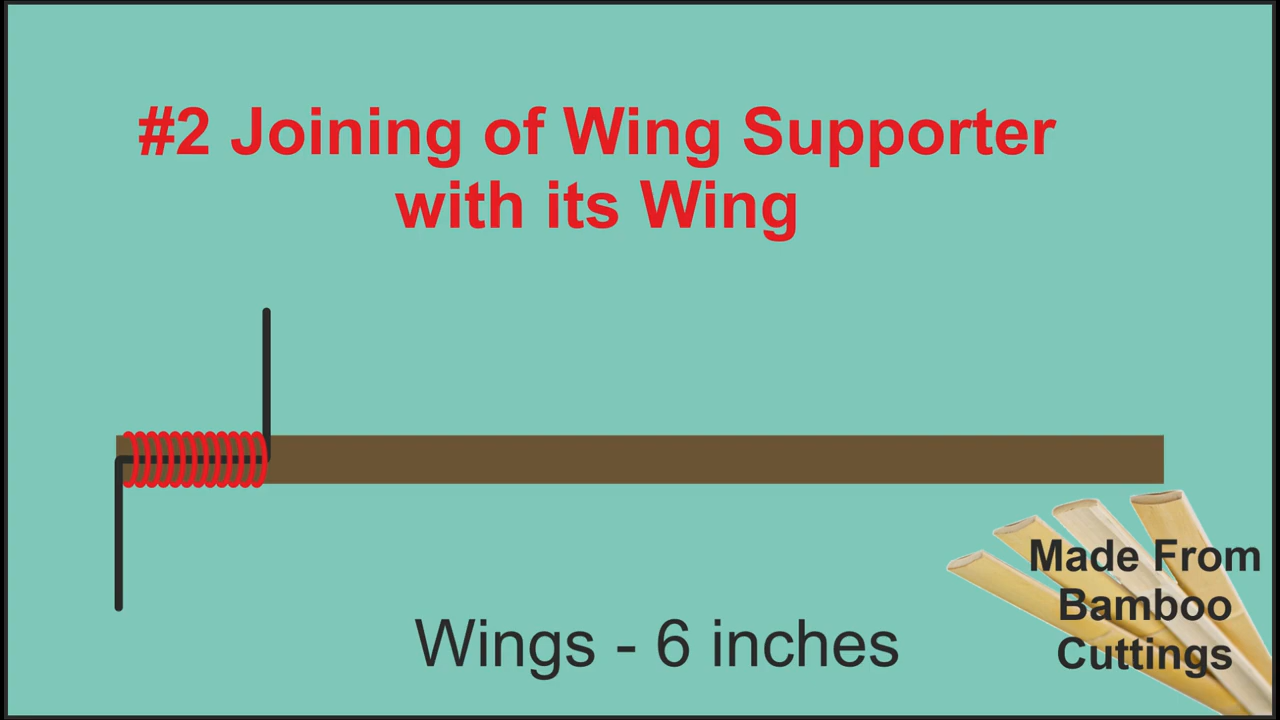 #2 Joining of Wing Supporter
with its Wing
Made From
Bamboo
Cuttings
Wings - 6 inches